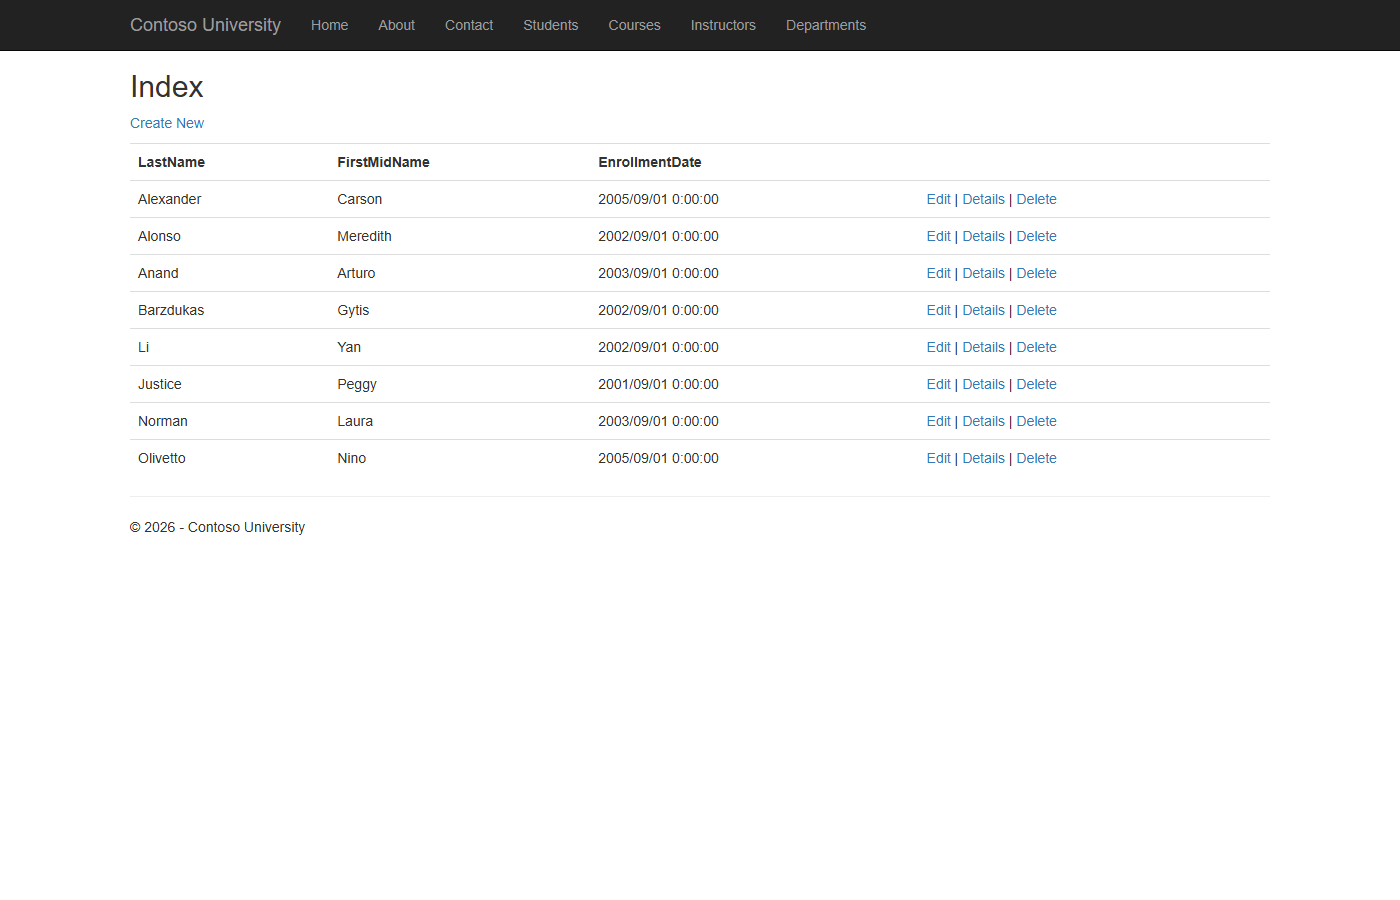 Contoso University Home About Contact Students Courses Instructors Departments
Index
Create New
LastName FirstMidName EnrollmentDate
Alexander Carson 2005/09/01 0:00:00 Edit | Details | Delete
Alonso Meredith 2002/09/01 0:00:00 Edit | Details | Delete
Anand Arturo 2003/09/01 0:00:00 Edit | Details | Delete
Barzdukas Gytis 2002/09/01 0:00:00 Edit | Details | Delete
Li Yan 2002/09/01 0:00:00 Edit | Details | Delete
Justice Peggy 2001/09/01 0:00:00 Edit | Details | Delete
Norman Laura 2003/09/01 0:00:00 Edit | Details | Delete
Olivetto Nino 2005/09/01 0:00:00 Edit | Details | Delete
© 2026 - Contoso University